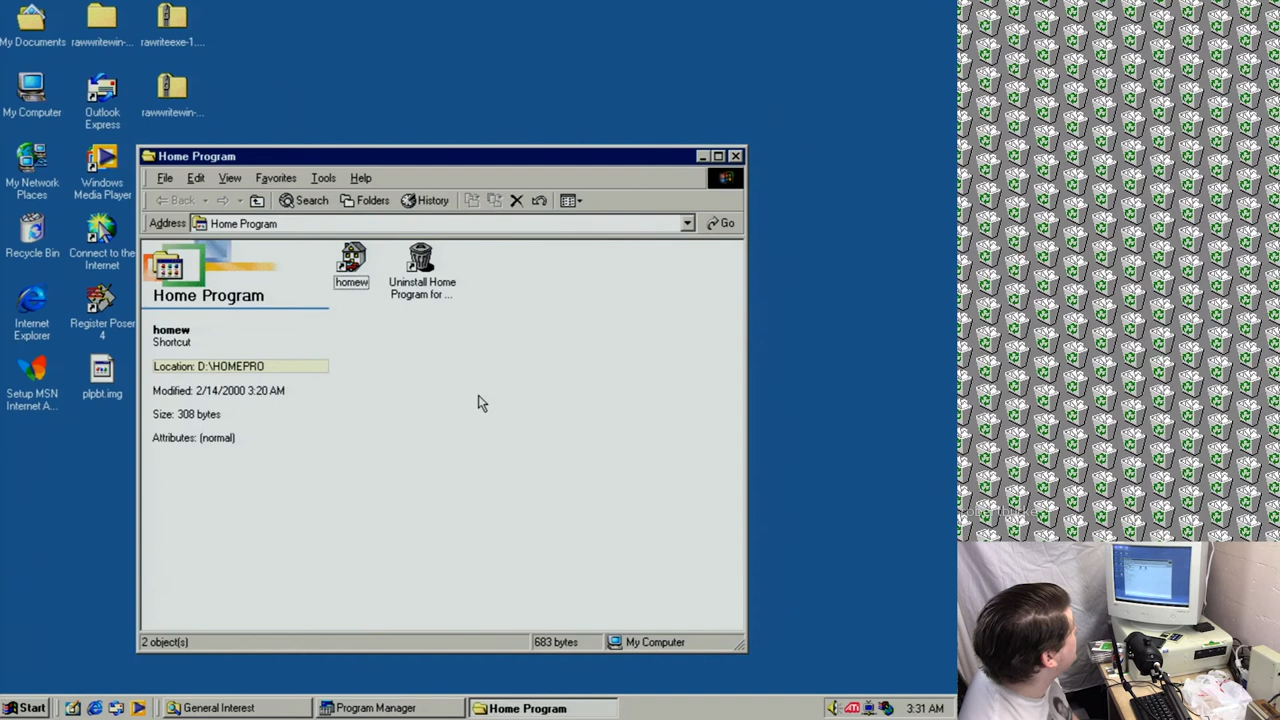 My Documents
rawwritewin-...
rawriteexe-1....
My Computer
Outlook
Express
rawwritewin-...
Home Program
File Edit View Favorites Tools Help
Back Search Folders History
Address Home Program Go
My Network
Places
Windows
Media Player
Recycle Bin
Connect to the
Internet
Home Program
homew
Uninstall Home
Program for ...
homew
Shortcut
Location: D:\HOMEPRO
Modified: 2/14/2000 3:20 AM
Size: 308 bytes
Attributes: (normal)
Internet
Explorer
Register Poser
4
Setup MSN
Internet A...
plpbt.img
2 object(s) 683 bytes My Computer
Start General Interest Program Manager Home Program ATI 3:31 AM